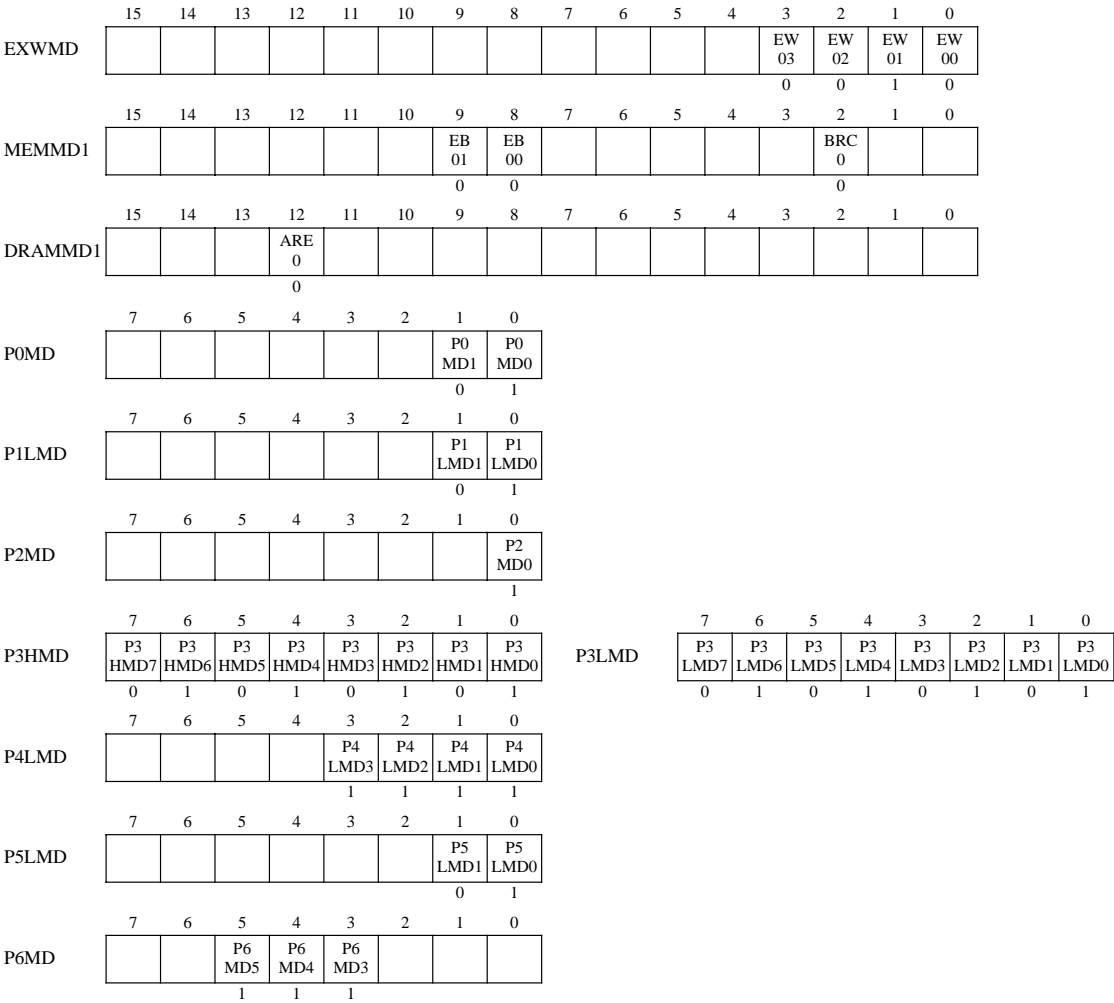 15 14 13 12 11 10 9 8 7 6 5 4 3 2 1 0
EXWMD
EW 03 EW 02 EW 01 EW 00
0 0 1 0
15 14 13 12 11 10 9 8 7 6 5 4 3 2 1 0
MEMMD1
EB 01 EB 00 BRC 0
0 0 0
15 14 13 12 11 10 9 8 7 6 5 4 3 2 1 0
DRAMMD1
ARE 0
0
7 6 5 4 3 2 1 0
P0MD
P0 MD1 P0 MD0
0 1
7 6 5 4 3 2 1 0
P1LMD
P1 LMD1 P1 LMD0
0 1
7 6 5 4 3 2 1 0
P2MD
P2 MD0
1
7 6 5 4 3 2 1 0
P3HMD
P3 HMD7 P3 HMD6 P3 HMD5 P3 HMD4 P3 HMD3 P3 HMD2 P3 HMD1 P3 HMD0
0 1 0 1 0 1 0 1
7 6 5 4 3 2 1 0
P3LMD
P3 LMD7 P3 LMD6 P3 LMD5 P3 LMD4 P3 LMD3 P3 LMD2 P3 LMD1 P3 LMD0
0 1 0 1 0 1 0 1
7 6 5 4 3 2 1 0
P4LMD
P4 LMD3 P4 LMD2 P4 LMD1 P4 LMD0
1 1 1 1
7 6 5 4 3 2 1 0
P5LMD
P5 LMD1 P5 LMD0
0 1
7 6 5 4 3 2 1 0
P6MD
P6 MD5 P6 MD4 P6 MD3
1 1 1